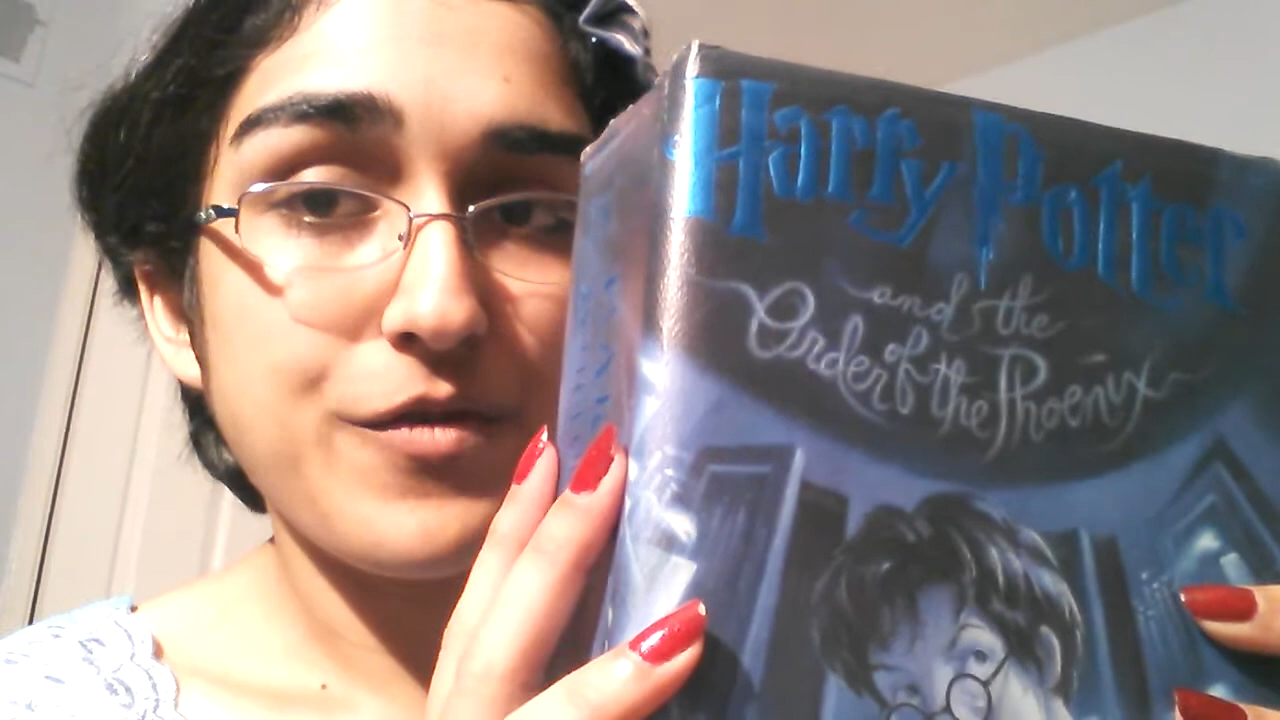 Harry Potter
and the
Order of the Phoenix